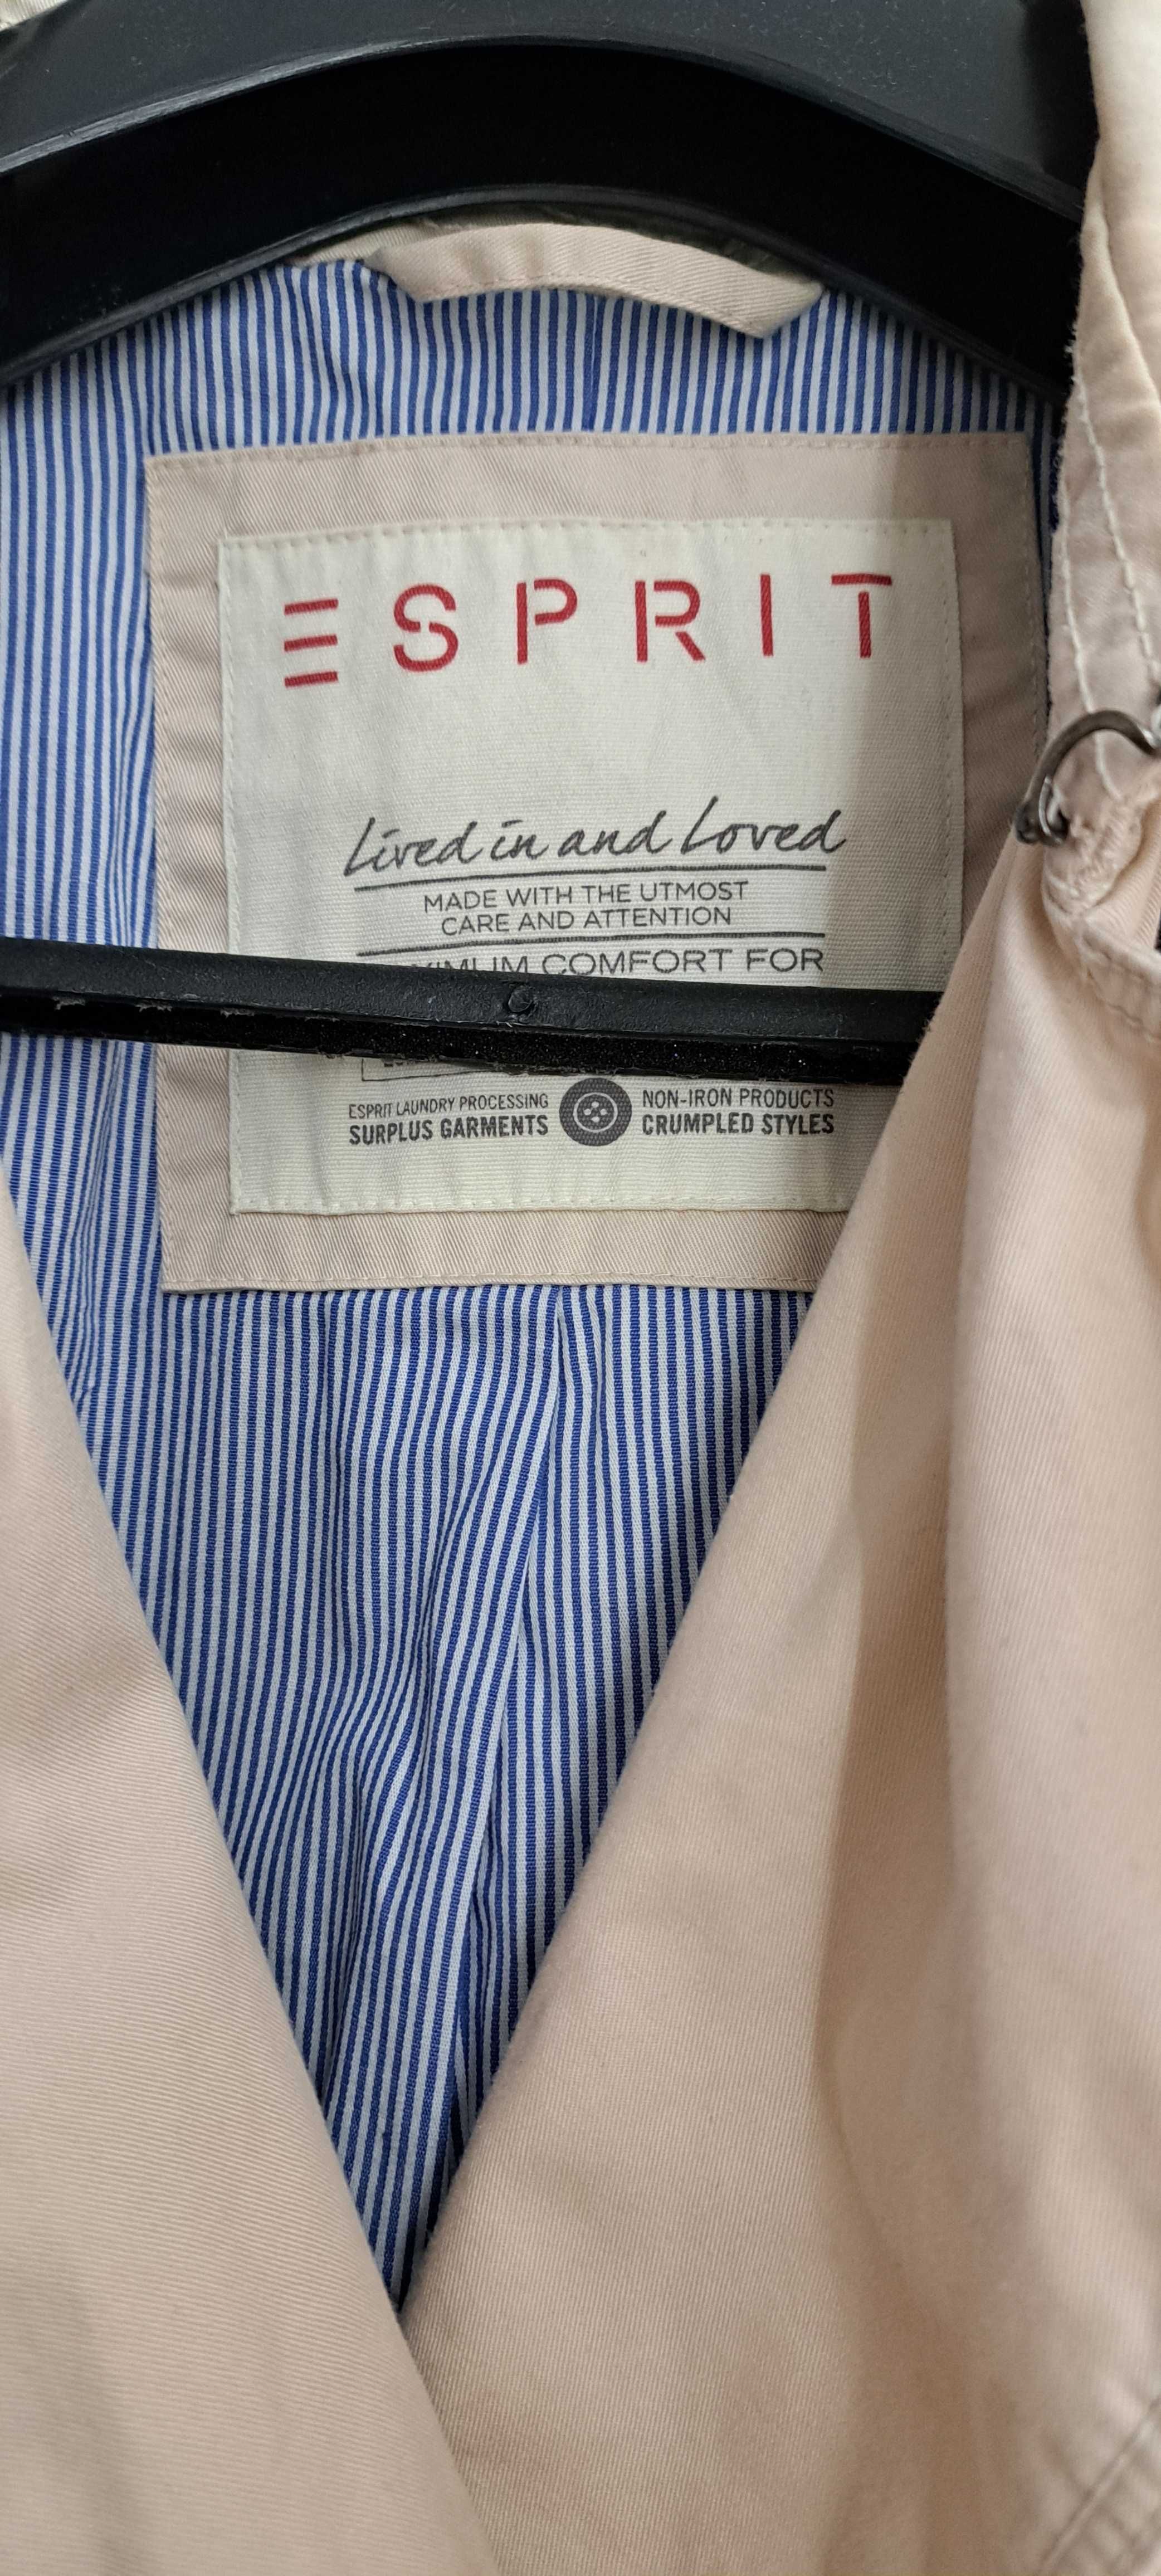 ESPRIT
Lived in and Loved
MADE WITH THE UTMOST
CARE AND ATTENTION
COMFORT FOR
ESPRIT LAUNDRY PROCESSING
SURPLUS GARMENTS
NON-IRON PRODUCTS
CRUMPLED STYLES